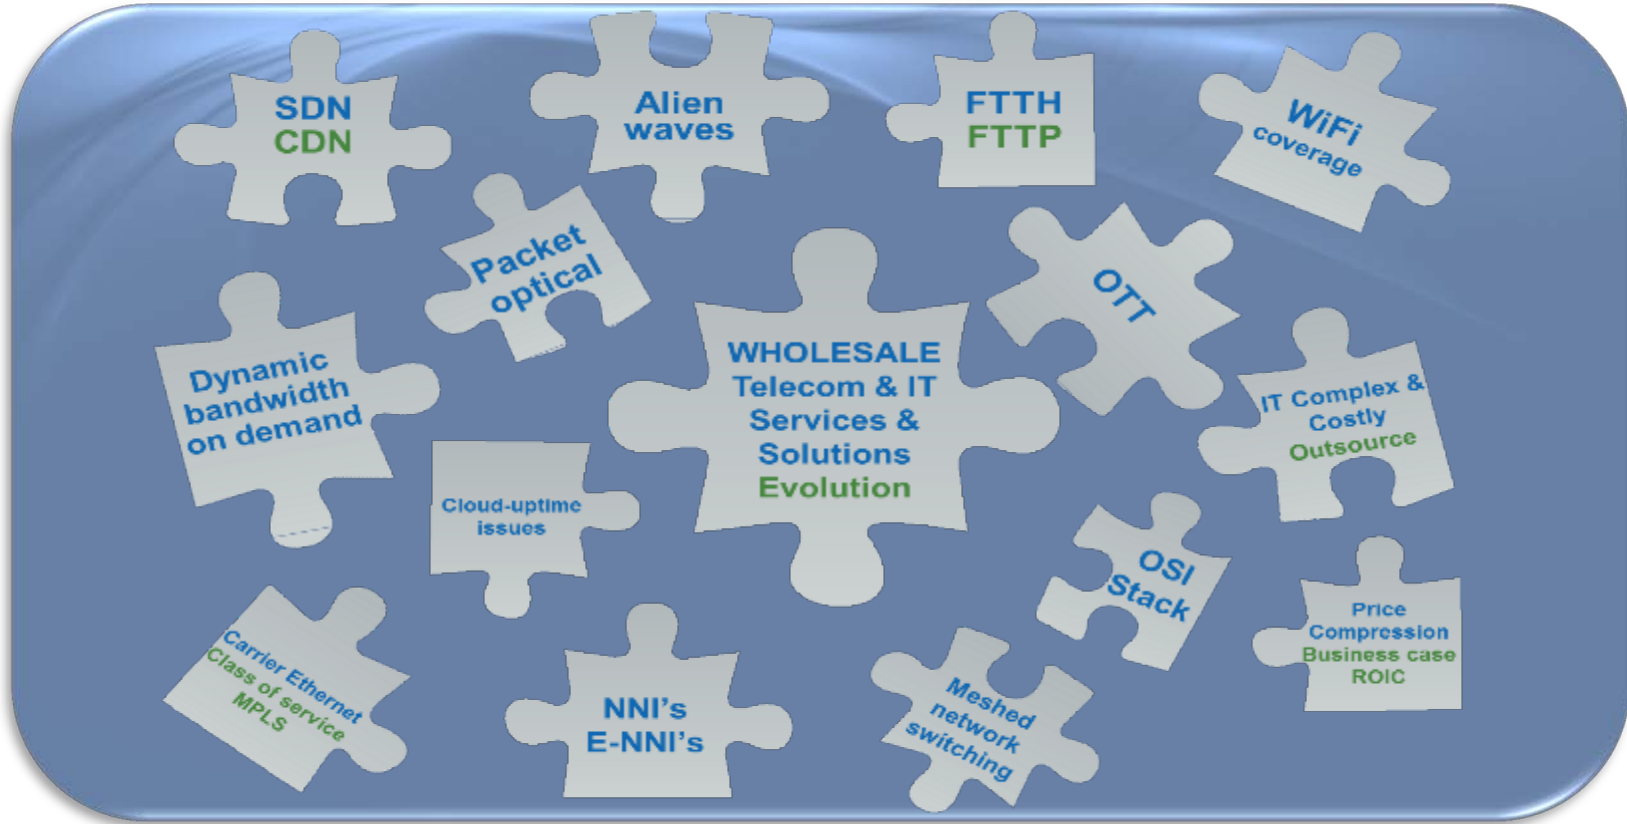 SDN
CDN
Alien
waves
FTTH
FTTP
WiFi
coverage
Packet
optical
OTT
Dynamic
bandwidth
on demand
WHOLESALE
Telecom & IT
Services &
Solutions
Evolution
IT Complex &
Costly
Outsource
Cloud-uptime
issues
OSI
Stack
Price
Compression
Business case
ROIC
Carrier Ethernet
Class of service
MPLS
NNI's
E-NNI's
Meshed
network
switching